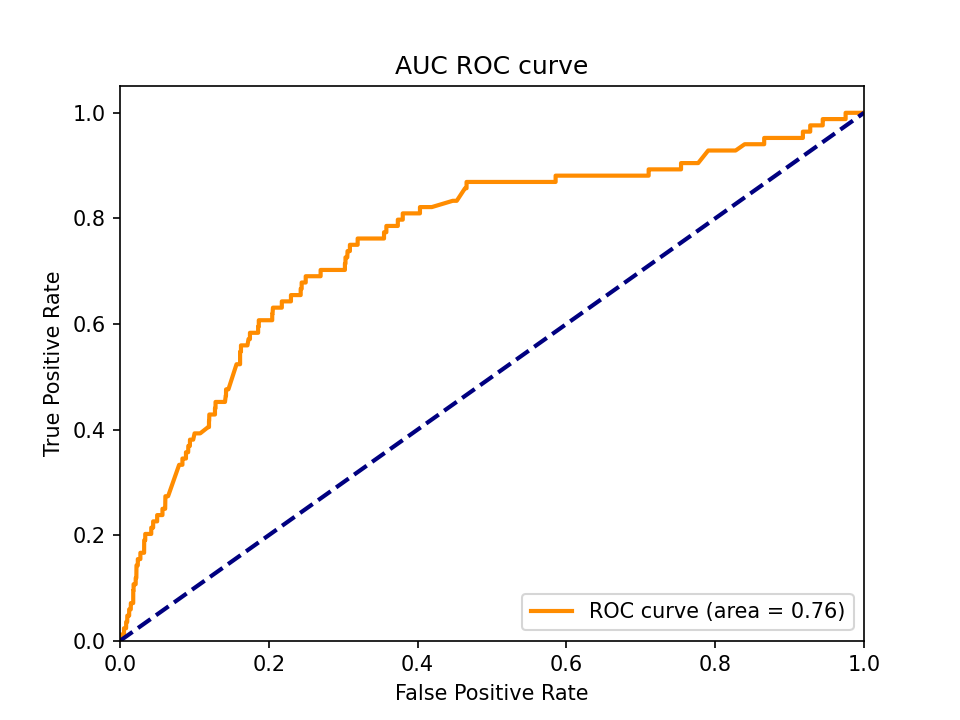 AUC ROC curve
True Positive Rate
1.0
0.8
0.6
0.4
0.2
0.0
ROC curve (area = 0.76)
0.0 0.2 0.4 0.6 0.8 1.0
False Positive Rate